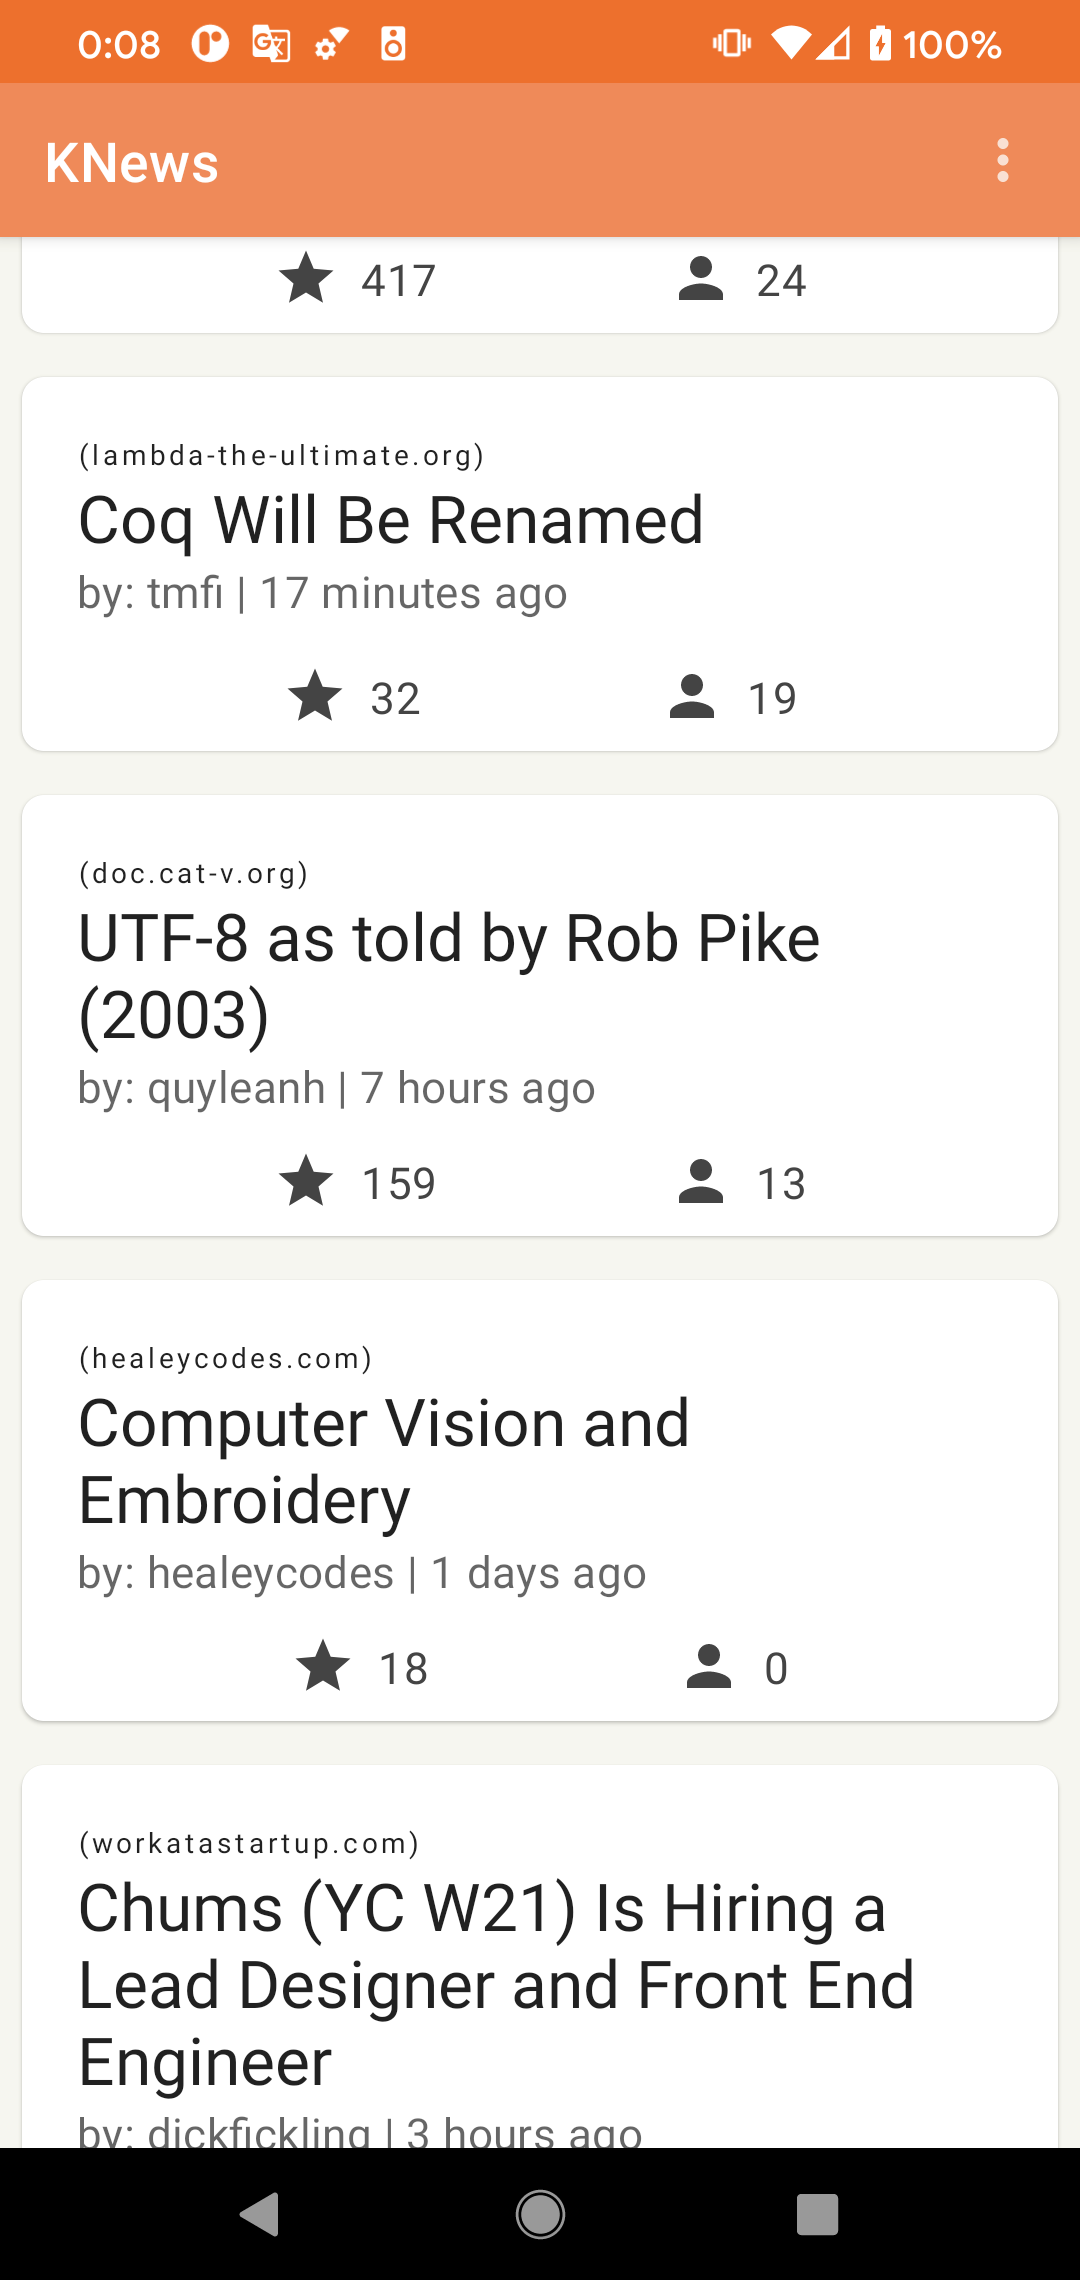 0:08 100%
KNews
417 24
(lambda-the-ultimate.org)
Coq Will Be Renamed
by: tmfi | 17 minutes ago
32 19
(doc.cat-v.org)
UTF-8 as told by Rob Pike
(2003)
by: quyleanh | 7 hours ago
159 13
(healeycodes.com)
Computer Vision and
Embroidery
by: healeycodes | 1 days ago
18 0
(workatastartup.com)
Chums (YC W21) Is Hiring a
Lead Designer and Front End
Engineer
by: dickfickling | 3 hours ago